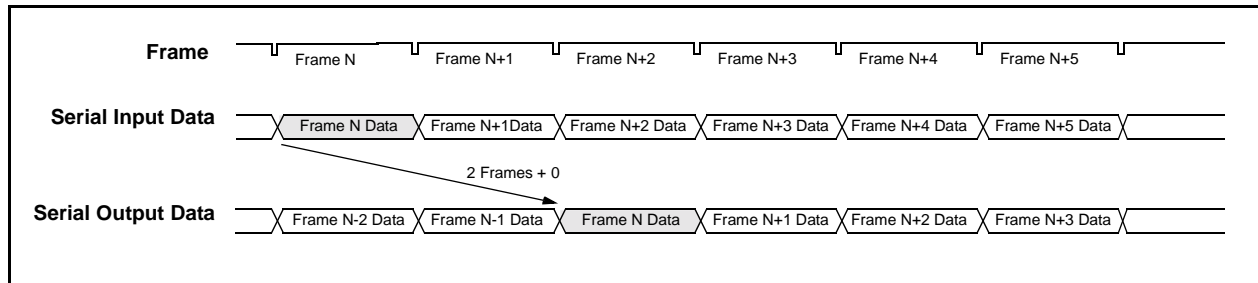 Frame
Frame N Frame N+1 Frame N+2 Frame N+3 Frame N+4 Frame N+5
Serial Input Data
Frame N Data Frame N+1Data Frame N+2 Data Frame N+3 Data Frame N+4 Data Frame N+5 Data
2 Frames + 0
Serial Output Data
Frame N-2 Data Frame N-1 Data Frame N Data Frame N+1 Data Frame N+2 Data Frame N+3 Data